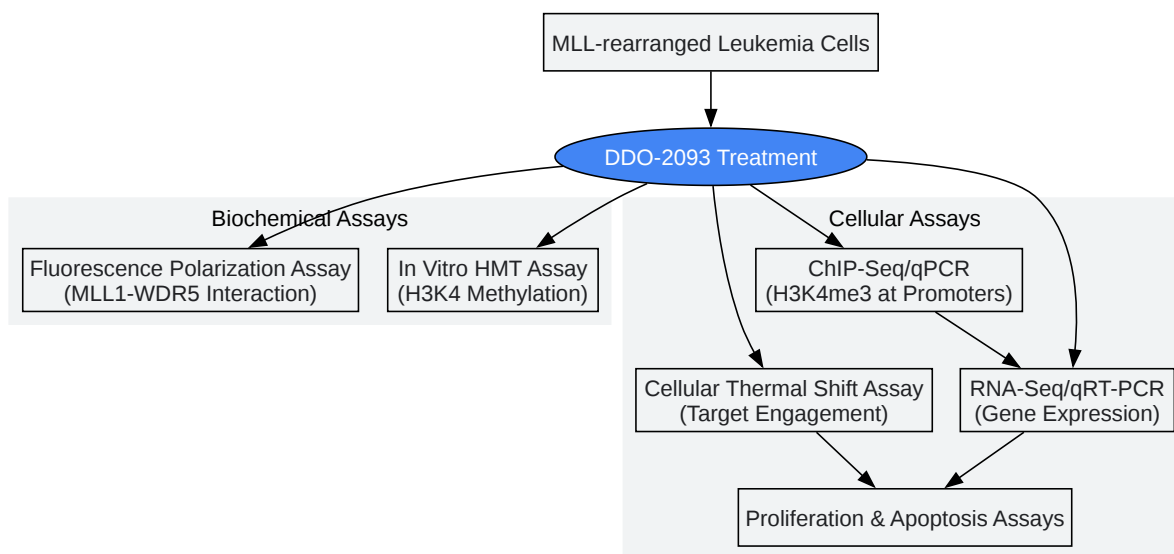 MLL-rearranged Leukemia Cells
DDO-2093 Treatment
Biochemical Assays
Fluorescence Polarization Assay
(MLL1-WDR5 Interaction)
In Vitro HMT Assay
(H3K4 Methylation)
Cellular Assays
ChIP-Seq/qPCR
(H3K4me3 at Promoters)
Cellular Thermal Shift Assay
(Target Engagement)
RNA-Seq/qRT-PCR
(Gene Expression)
Proliferation & Apoptosis Assays